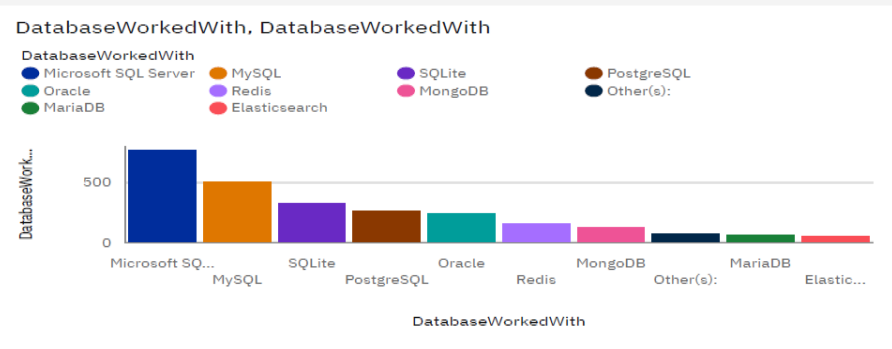 DatabaseWorkedWith, DatabaseWorkedWith
DatabaseWorkedWith
Microsoft SQL Server MySQL SQLite PostgreSQL
Oracle Redis MongoDB Other(s):
MariaDB Elasticsearch
DatabaseWork...
500
0
Microsoft SQ... SQLite Oracle MongoDB MariaDB
MySQL PostgreSQL Redis Other(s): Elastic...
DatabaseWorkedWith